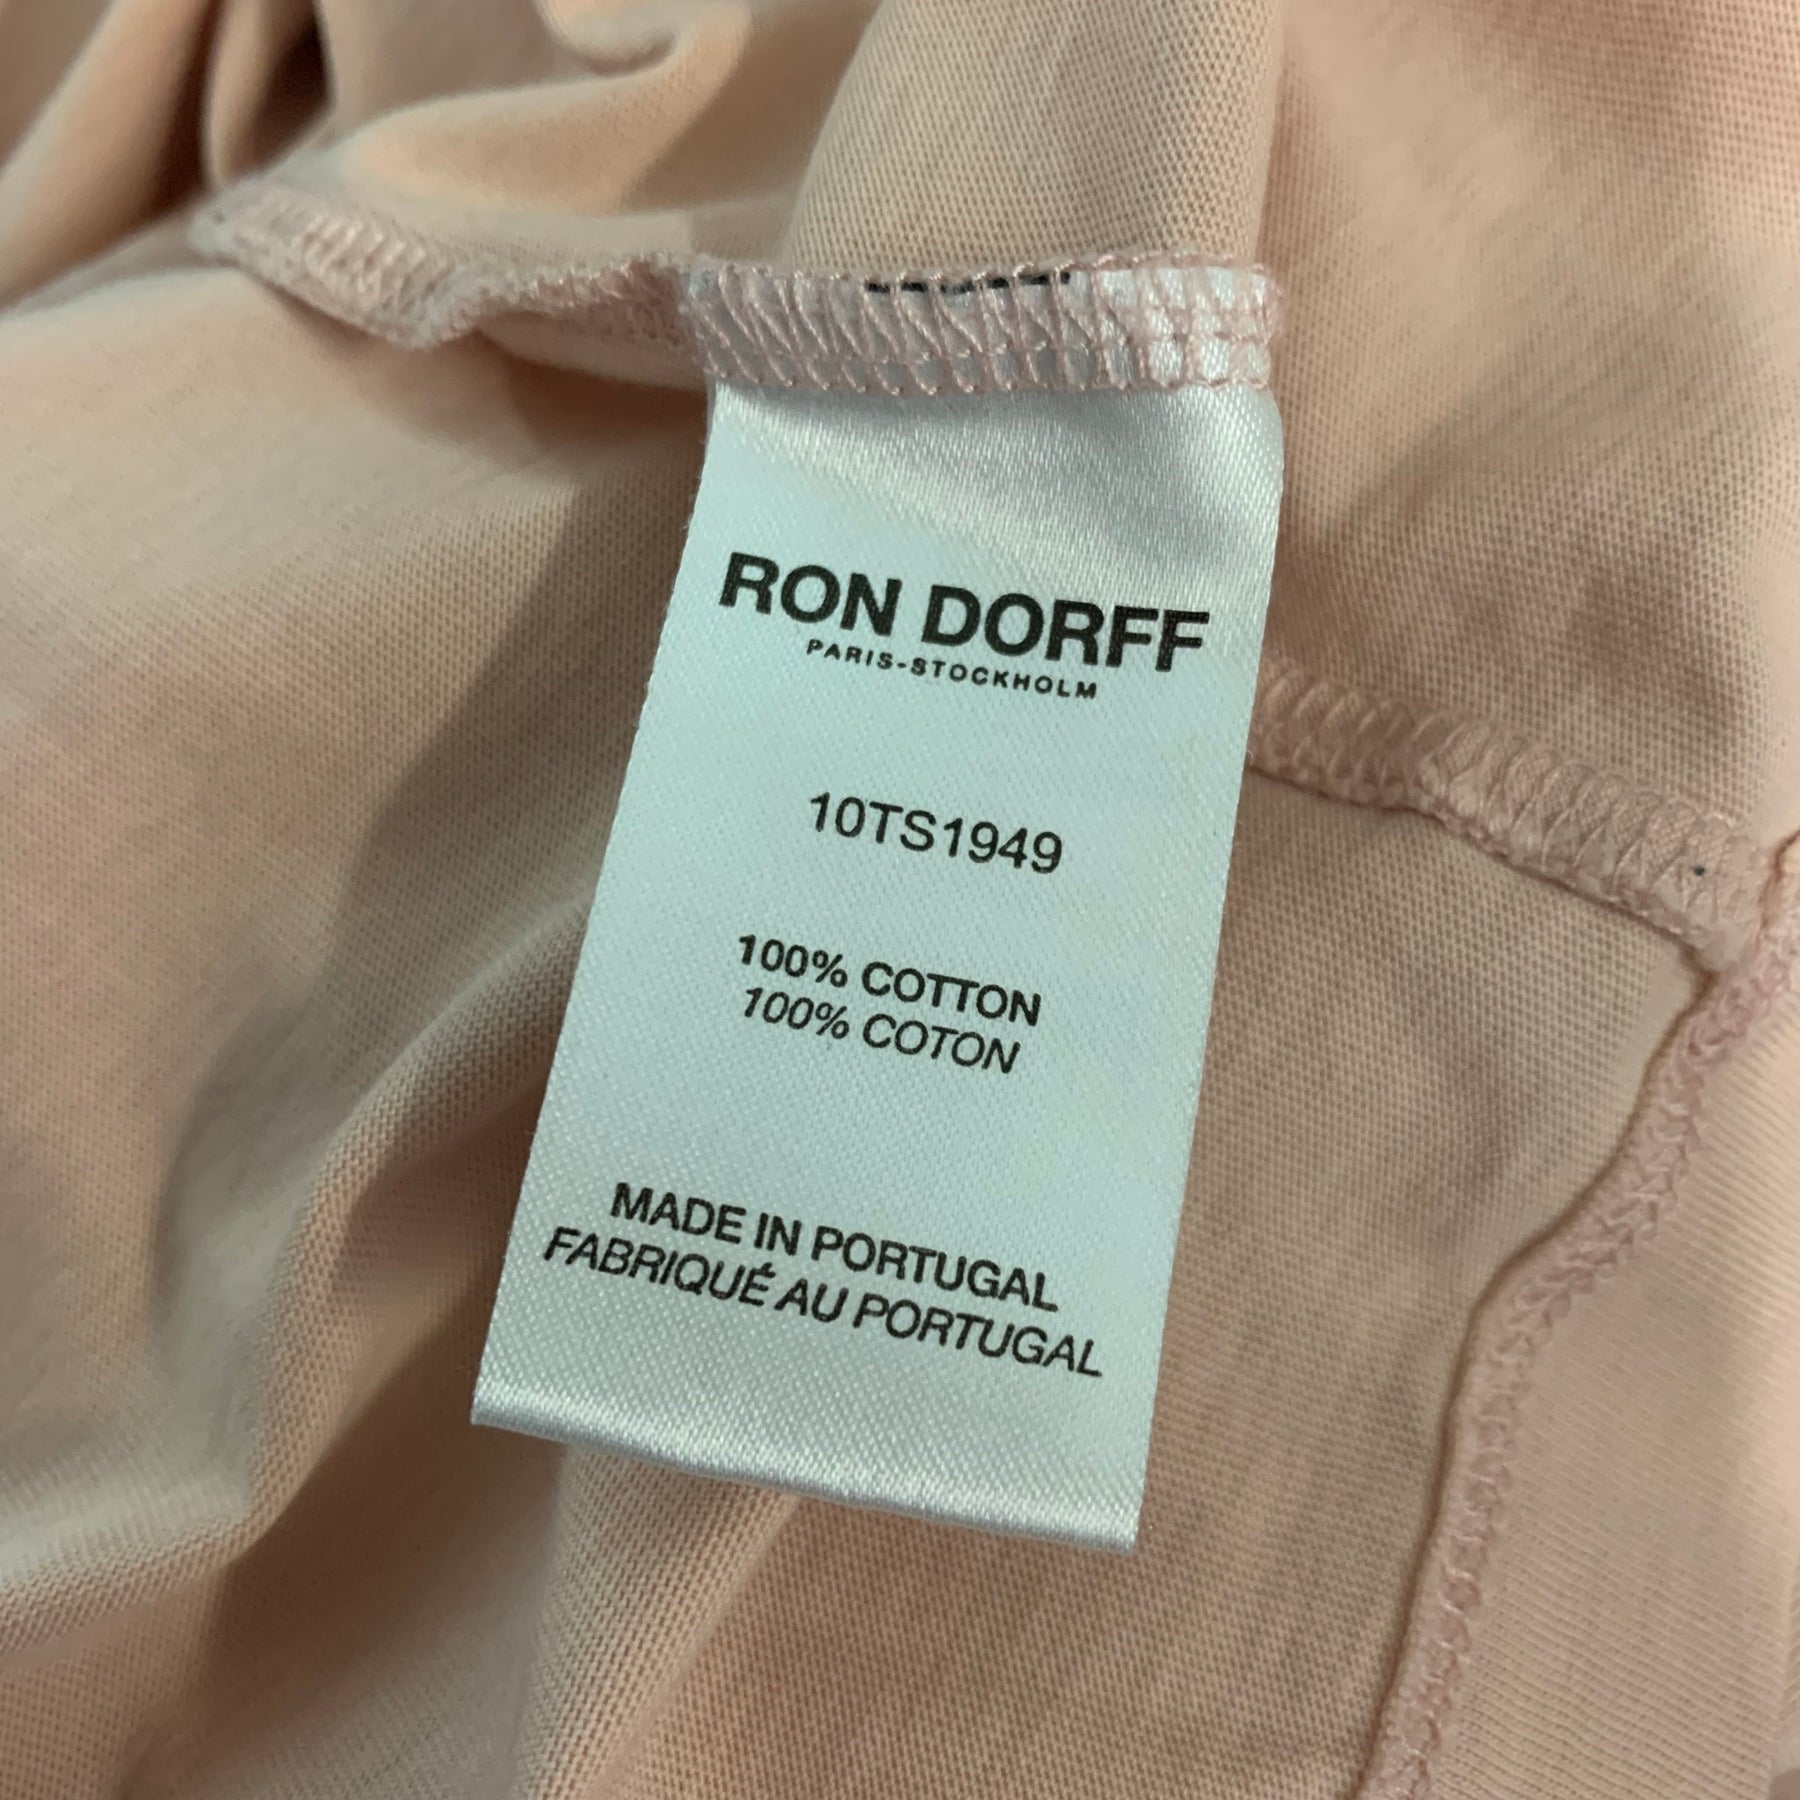 RON DORFF
PARIS-STOCKHOLM
10TS1949
100% COTTON
100% COTON
MADE IN PORTUGAL
FABRIQUÉ AU PORTUGAL